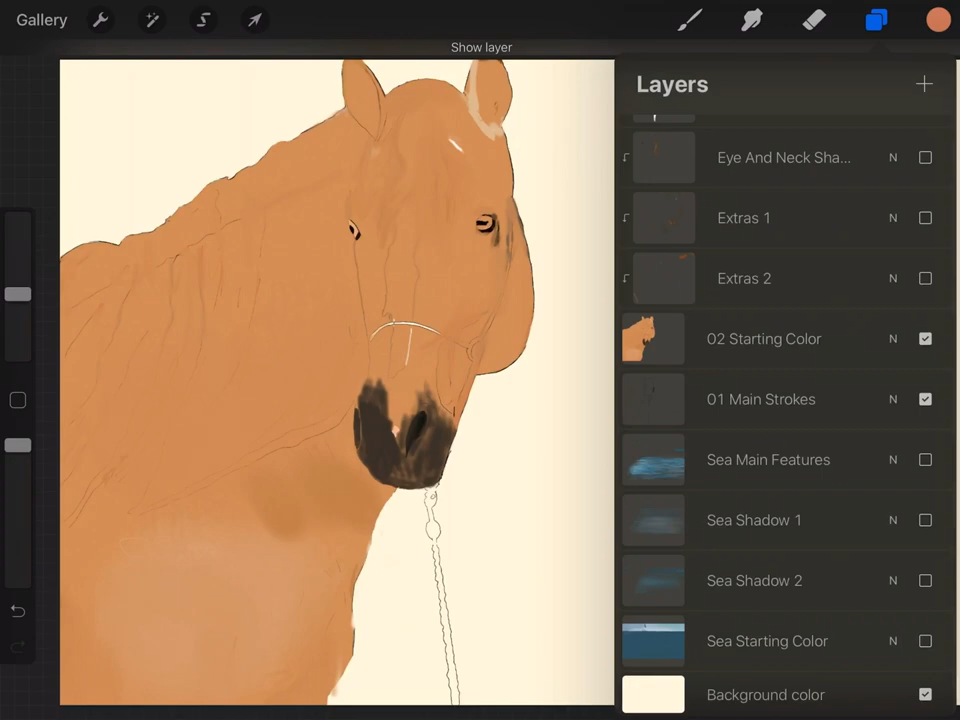 Gallery
Show layer
Layers
Eye And Neck Sha... N
Extras 1 N
Extras 2 N
02 Starting Color N
01 Main Strokes N
Sea Main Features N
Sea Shadow 1 N
Sea Shadow 2 N
Sea Starting Color N
Background color